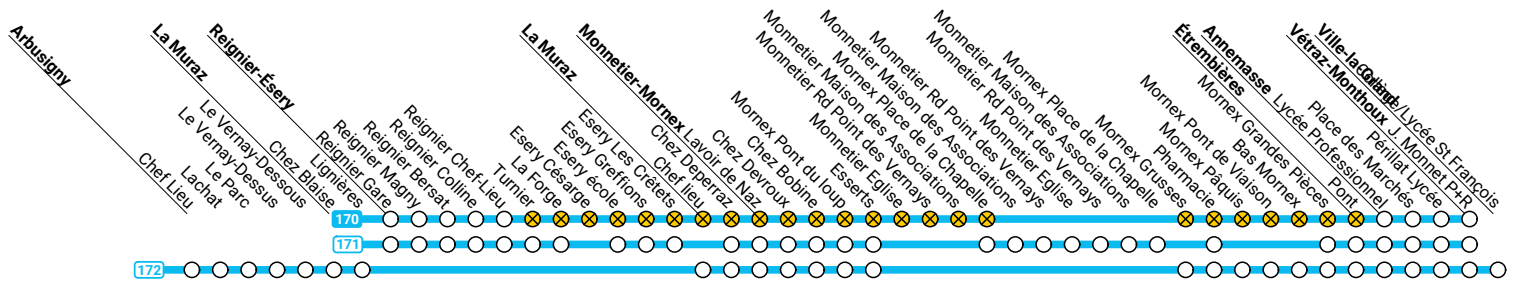 Arbusigny
Chef Lieu
Lachat
Le Parc
Le Vernay-Dessus
Le Vernay-Dessous
La Muraz
Chez Blaise
Reignier-Ésery
Lignières
Reignier Gare
Reignier Magny
Reignier Bersat
Reignier Colline
Reignier Chef-Lieu
Turnier
La Forge
Esery Césarge
Esery école
Esery Greffions
Esery Les Crêtets
La Muraz
Chef lieu
Chez Deperraz
Monnetier-Mornex
Lavoir de Naz
Chez Devroux
Chez Bobine
Mornex Pont du loup
Esserts
Monnetier Eglise
Monnetier Rd Point des Vernays
Monnetier Maison des Associations
Mornex Place de la Chapelle
Monnetier Maison des Associations
Monnetier Rd Point des Vernays
Monnetier Eglise
Monnetier Rd Point des Vernays
Monnetier Maison des Associations
Mornex Place de la Chapelle
Mornex Grusses
Pharmacie
Mornex Pâquis
Mornex Pont de Viaison
Bas Mornex
Mornex Grandes Pièces
Étrembières
Pont
Annemasse
Lycée Professionnel
Place des Marchés
Périllat Lycée
Vétraz-Monthoux
J. Monnet P+R
Ville-la-Grand
Collège/Lycée St François
170
171
172